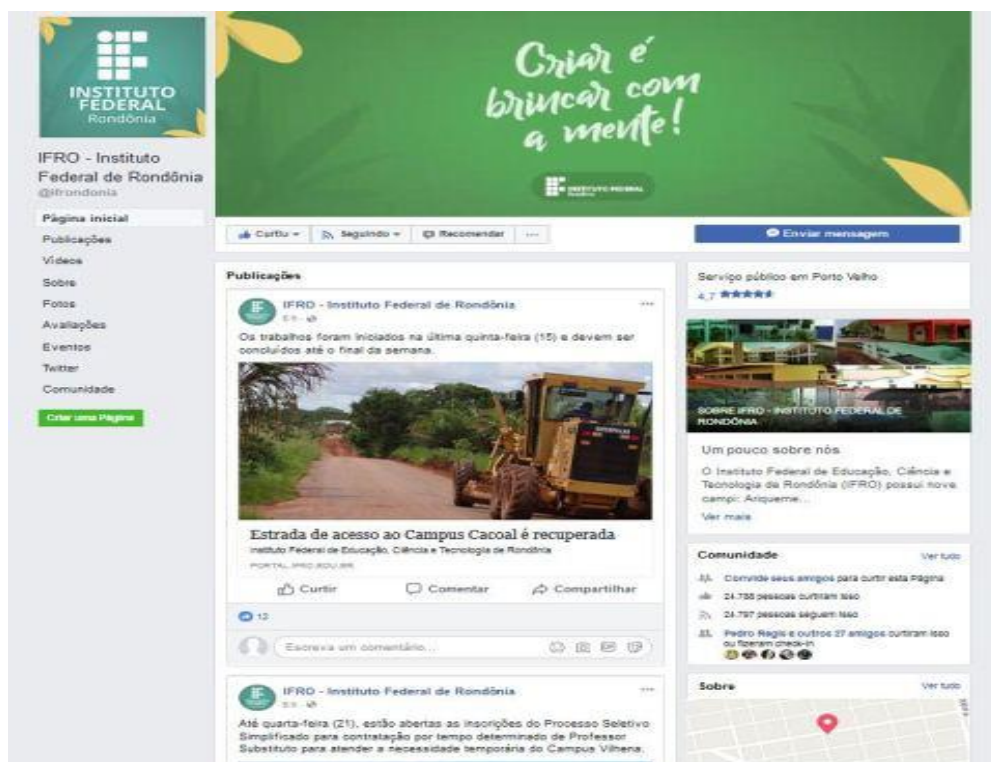 INSTITUTO
FEDERAL
Rondônia
IFRO - Instituto
Federal de Rondônia
@ifrondonia
Página inicial
Publicações
Vídeos
Sobre
Fotos
Avaliações
Eventos
Twitter
Comunidade
Criar uma Página
Criar é
brincar com
a mente!
INSTITUTO FEDERAL
Rondônia
Curtiu
Seguindo
Recomendar
...
Enviar mensagem
Publicações
IFRO - Instituto Federal de Rondônia
...
5 h
Os trabalhos foram iniciados na última quinta-feira (15) e devem ser
concluídos até o final da semana.
Estrada de acesso ao Campus Cacoal é recuperada
Instituto Federal de Educação, Ciência e Tecnologia de Rondônia
PORTAL.IFRO.EDU.BR
Curtir
Comentar
Compartilhar
12
Escreva um comentário...
IFRO - Instituto Federal de Rondônia
...
Até quarta-feira (21), estão abertas as inscrições do Processo Seletivo
Simplificado para contratação por tempo determinado de Professor
Substituto para atender a necessidade temporária do Campus Vilhena.
Serviço público em Porto Velho
4,7
SOBRE IFRO - INSTITUTO FEDERAL DE
RONDÔNIA
Um pouco sobre nós
O Instituto Federal de Educação, Ciência e
Tecnologia de Rondônia (IFRO) possui nove
campi: Ariqueme...
Ver mais
Comunidade
Ver tudo
Convide seus amigos para curtir esta Página
24.788 pessoas curtiram isso
24.797 pessoas seguem isso
Pedro Regis e outros 27 amigos curtiram isso
ou fizeram check-in
Sobre
Ver tudo